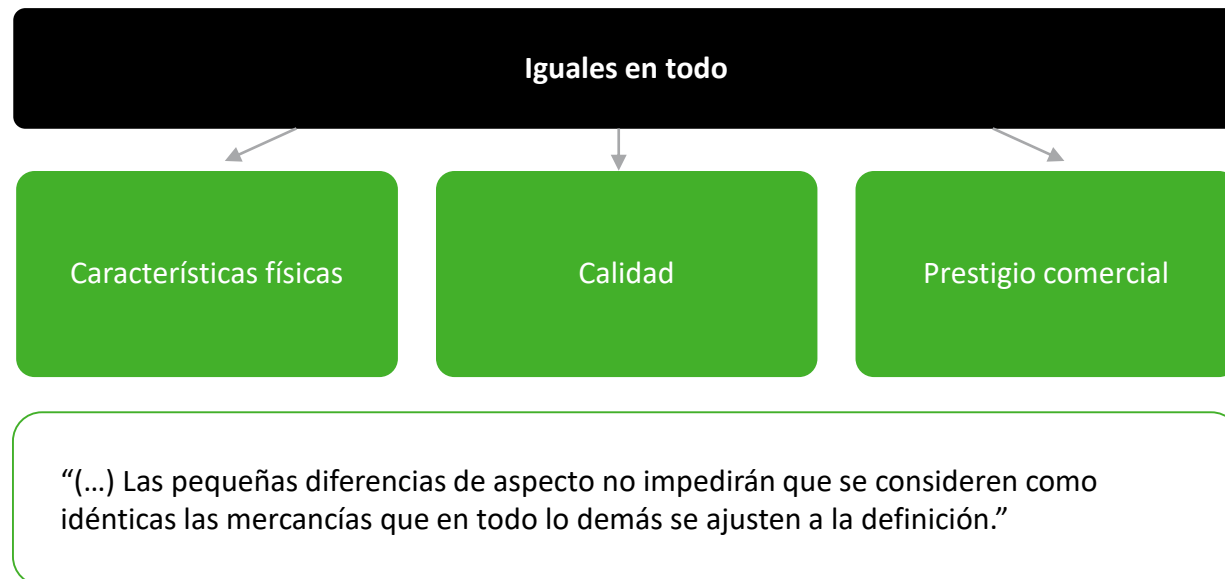 Iguales en todo
Características físicas
Calidad
Prestigio comercial
“(…) Las pequeñas diferencias de aspecto no impedirán que se consideren como
idénticas las mercancías que en todo lo demás se ajusten a la definición.”